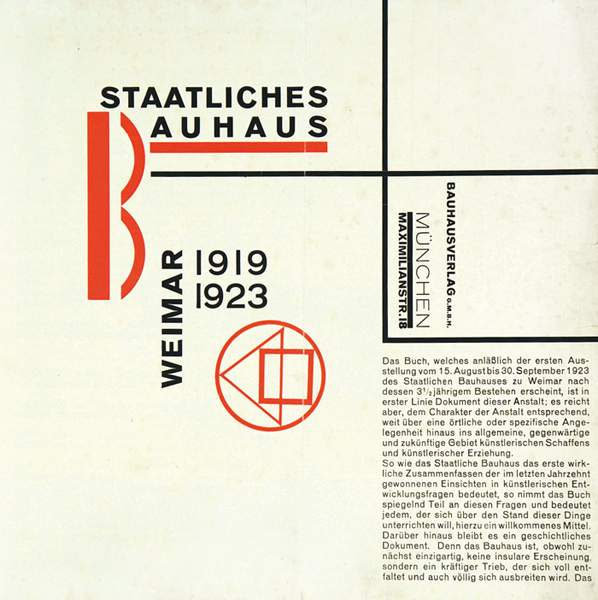 STAATLICHES
BAUHAUS
WEIMAR
1919
1923
BAUHAUSVERLAG G.M.B.H.
MÜNCHEN
MAXIMILIANSTR.18
Das Buch, welches anläßlich der ersten Aus-
stellung vom 15. August bis 30. September 1923
des Staatlichen Bauhauses zu Weimar nach
dessen 3½ jährigem Bestehen erscheint, ist in
erster Linie Dokument dieser Anstalt; es reicht
aber, dem Charakter der Anstalt entsprechend,
weit über eine örtliche oder spezifische Ange-
legenheit hinaus ins allgemeine, gegenwärtige
und zukünftige Gebiet künstlerischen Schaffens
und künstlerischer Erziehung.
So wie das Staatliche Bauhaus das erste wirk-
liche Zusammenfassen der im letzten Jahrzehnt
gewonnenen Einsichten in künstlerischen Ent-
wicklungsfragen bedeutet, so nimmt das Buch
spiegelnd Teil an diesen Fragen und bedeutet
jedem, der sich über den Stand dieser Dinge
unterrichten will, hierzu ein willkommenes Mittel.
Darüber hinaus bleibt es ein geschichtliches
Dokument. Denn das Bauhaus ist, obwohl zu-
nächst einzigartig, keine insulare Erscheinung,
sondern ein kräftiger Trieb, der sich voll ent-
faltet und auch völlig sich ausbreiten wird. Das